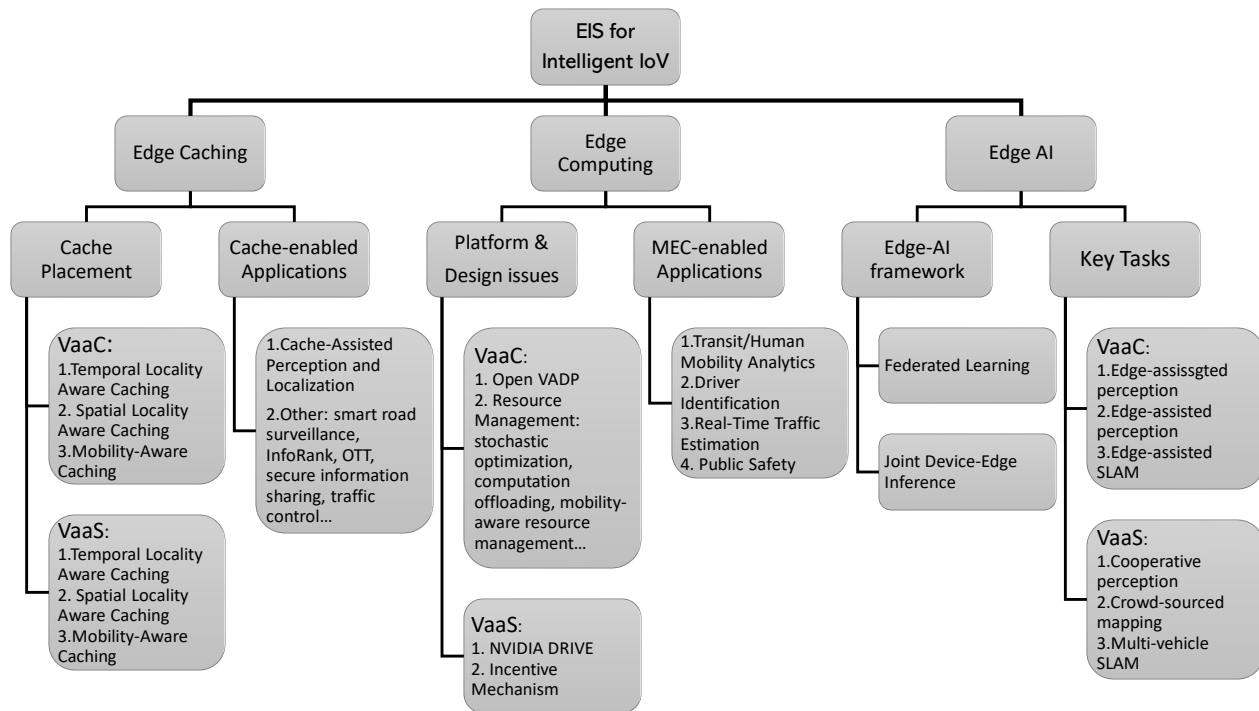 EIS for
Intelligent IoV
Edge Caching
Edge
Computing
Edge AI
Cache
Placement
Cache-enabled
Applications
Platform &
Design issues
MEC-enabled
Applications
Edge-AI
framework
Key Tasks
VaaC:
1.Temporal Locality
Aware Caching
2. Spatial Locality
Aware Caching
3.Mobility-Aware
Caching
VaaS:
1.Temporal Locality
Aware Caching
2. Spatial Locality
Aware Caching
3.Mobility-Aware
Caching
1.Cache-Assisted
Perception and
Localization
2.Other: smart road
surveillance,
InfoRank, OTT,
secure information
sharing, traffic
control…
VaaC:
1. Open VADP
2. Resource
Management:
stochastic
optimization,
computation
offloading, mobility-
aware resource
management…
VaaS:
1. NVIDIA DRIVE
2. Incentive
Mechanism
1.Transit/Human
Mobility Analytics
2.Driver
Identification
3.Real-Time Traffic
Estimation
4. Public Safety
Federated Learning
Joint Device-Edge
Inference
VaaC:
1.Edge-assissgted
perception
2.Edge-assisted
perception
3.Edge-assisted
SLAM
VaaS:
1.Cooperative
perception
2.Crowd-sourced
mapping
3.Multi-vehicle
SLAM